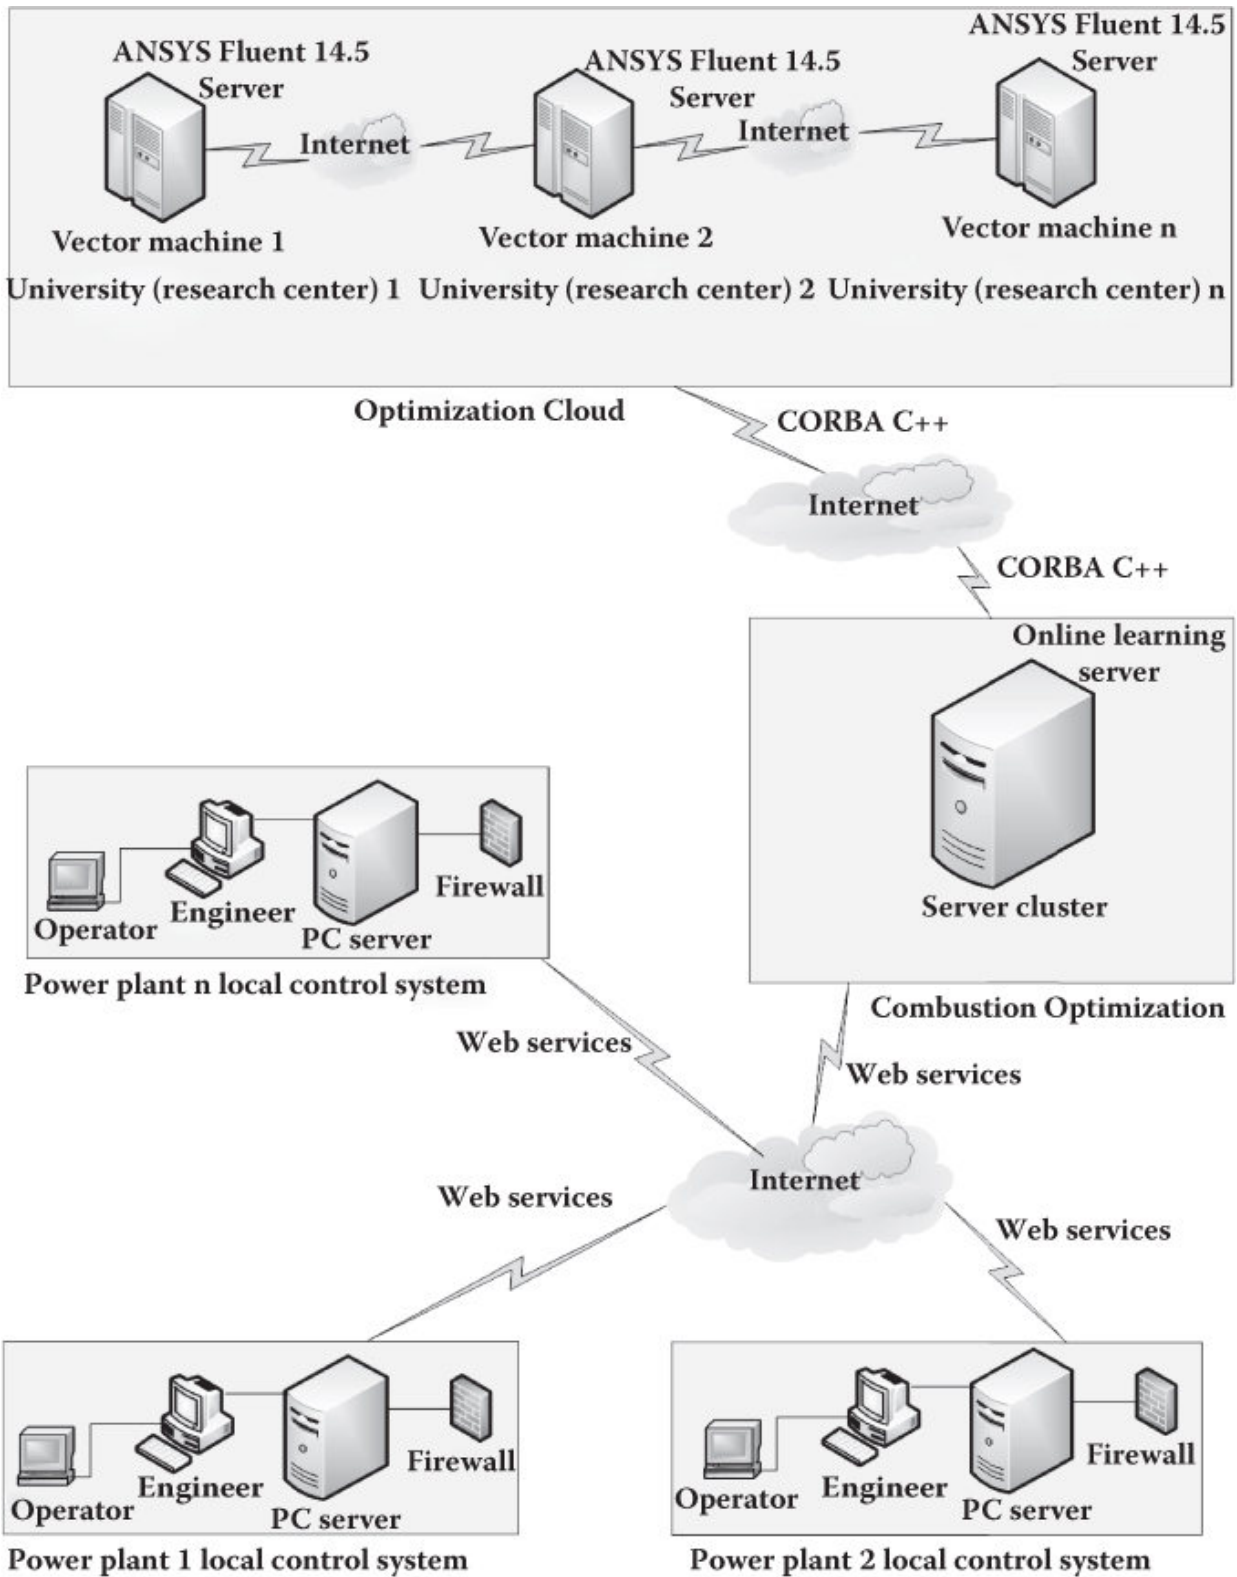 ANSYS Fluent 14.5
Server
ANSYS Fluent 14.5
Server
ANSYS Fluent 14.5
Server
Internet
Internet
Vector machine 1
Vector machine 2
Vector machine n
University (research center) 1
University (research center) 2
University (research center) n
Optimization Cloud
CORBA C++
Internet
CORBA C++
Online learning
server
Server cluster
Combustion Optimization
Operator
Engineer
PC server
Firewall
Power plant n local control system
Web services
Web services
Internet
Web services
Web services
Operator
Engineer
PC server
Firewall
Power plant 1 local control system
Operator
Engineer
PC server
Firewall
Power plant 2 local control system